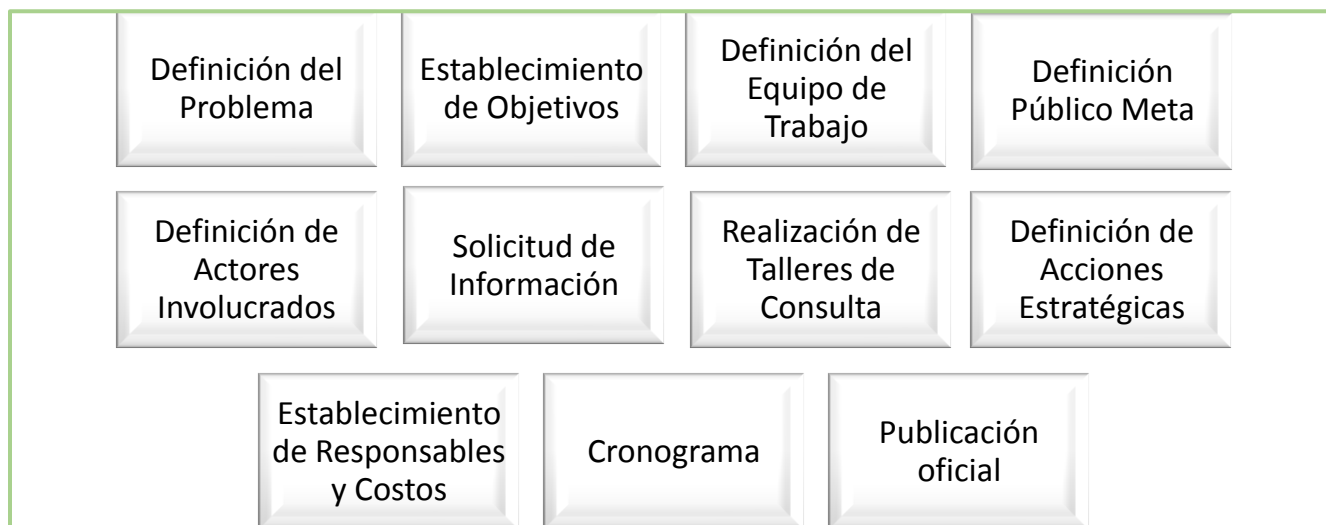 Definición del
Problema
Establecimiento
de Objetivos
Definición del
Equipo de
Trabajo
Definición
Público Meta
Definición de
Actores
Involucrados
Solicitud de
Información
Realización de
Talleres de
Consulta
Definición de
Acciones
Estratégicas
Establecimiento
de Responsables
y Costos
Cronograma
Publicación
oficial